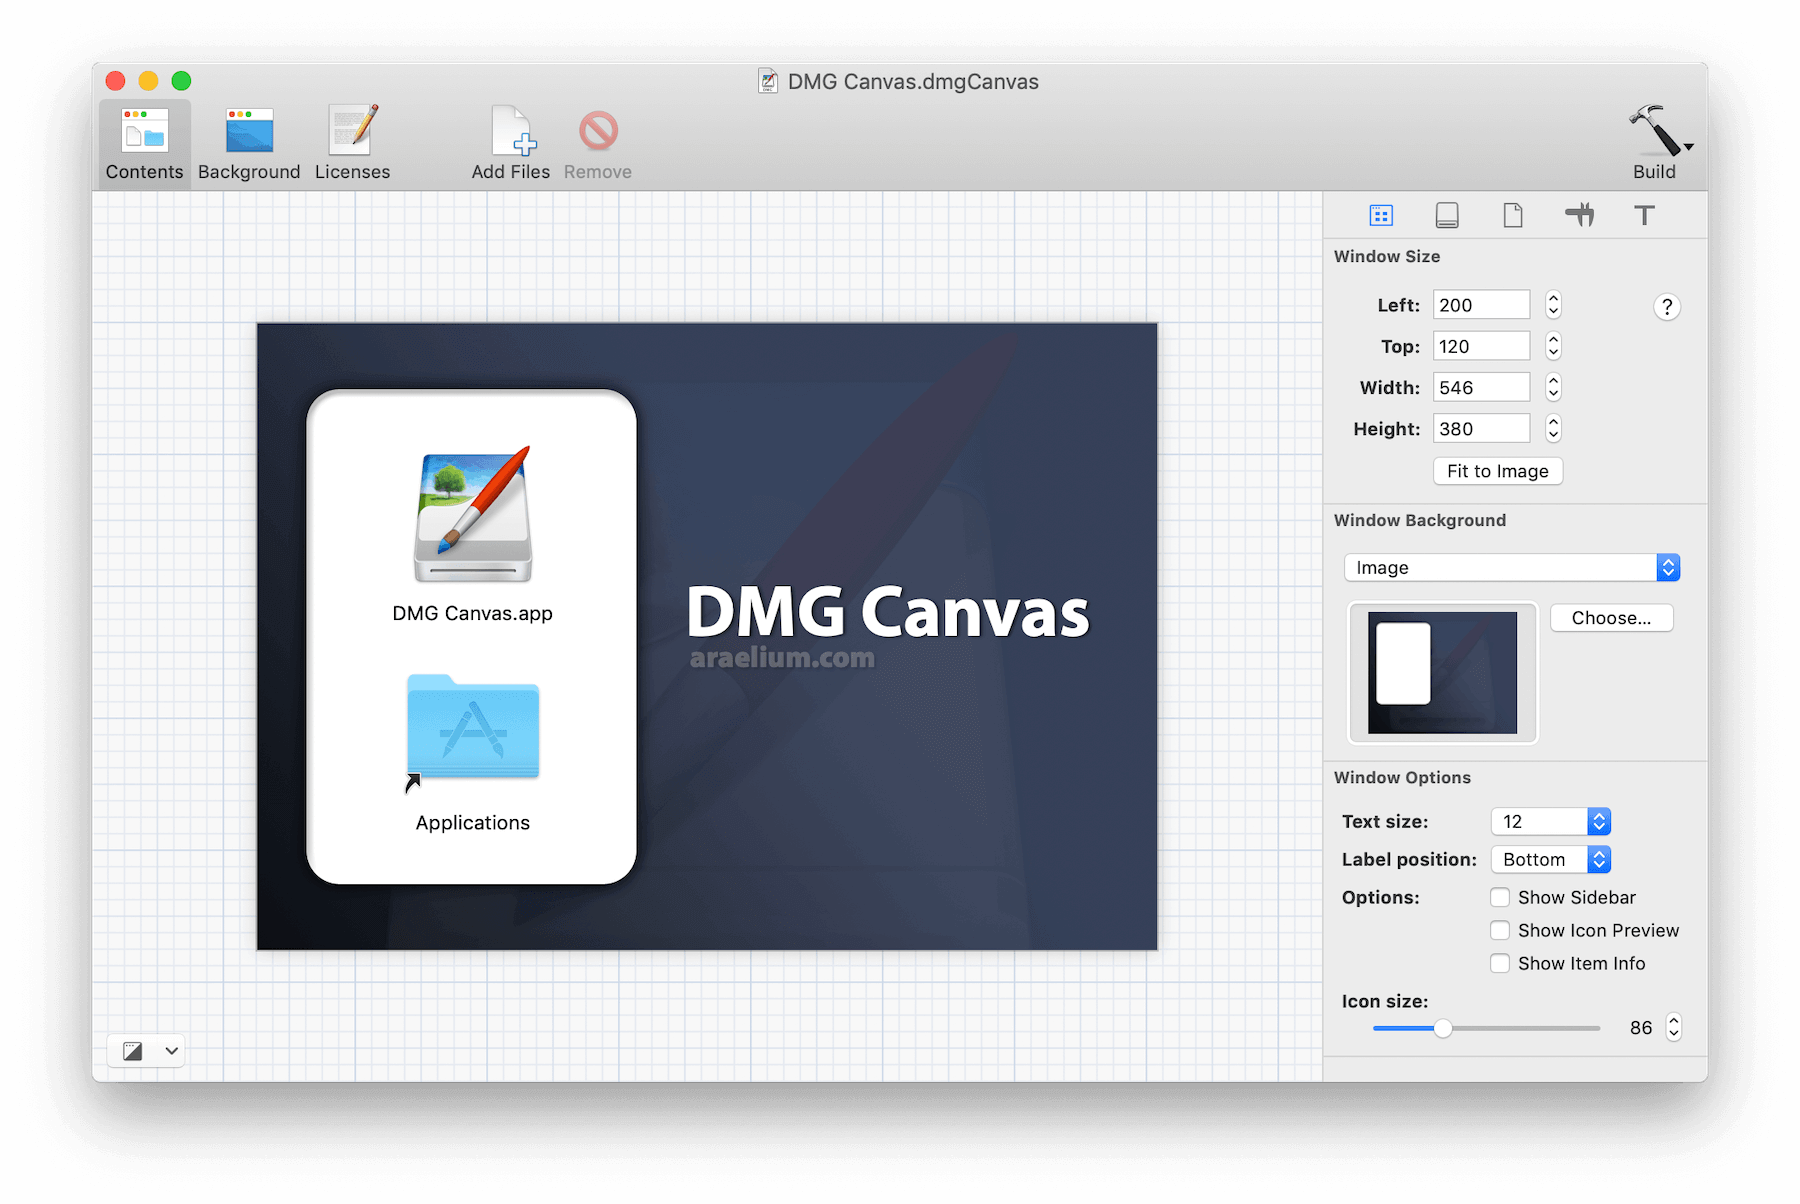 DMG Canvas.dmgCanvas
Contents
Background
Licenses
Add Files
Remove
Build
T
Window Size
Left: 200
?
Top: 120
Width: 546
Height: 380
Fit to Image
Window Background
Image
Choose...
Window Options
Text size: 12
Label position: Bottom
Options: Show Sidebar
Show Icon Preview
Show Item Info
Icon size:
86
DMG Canvas.app
Applications
DMG Canvas
araelium.com